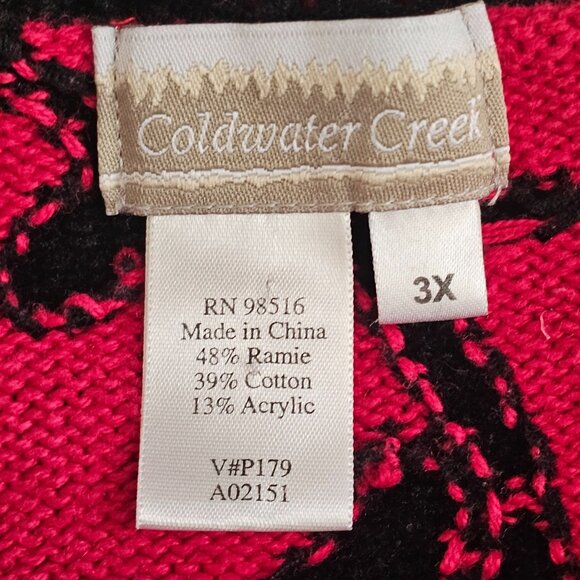 Coldwater Creek
3X
RN 98516
Made in China
48% Ramie
39% Cotton
13% Acrylic
V#P179
A02151